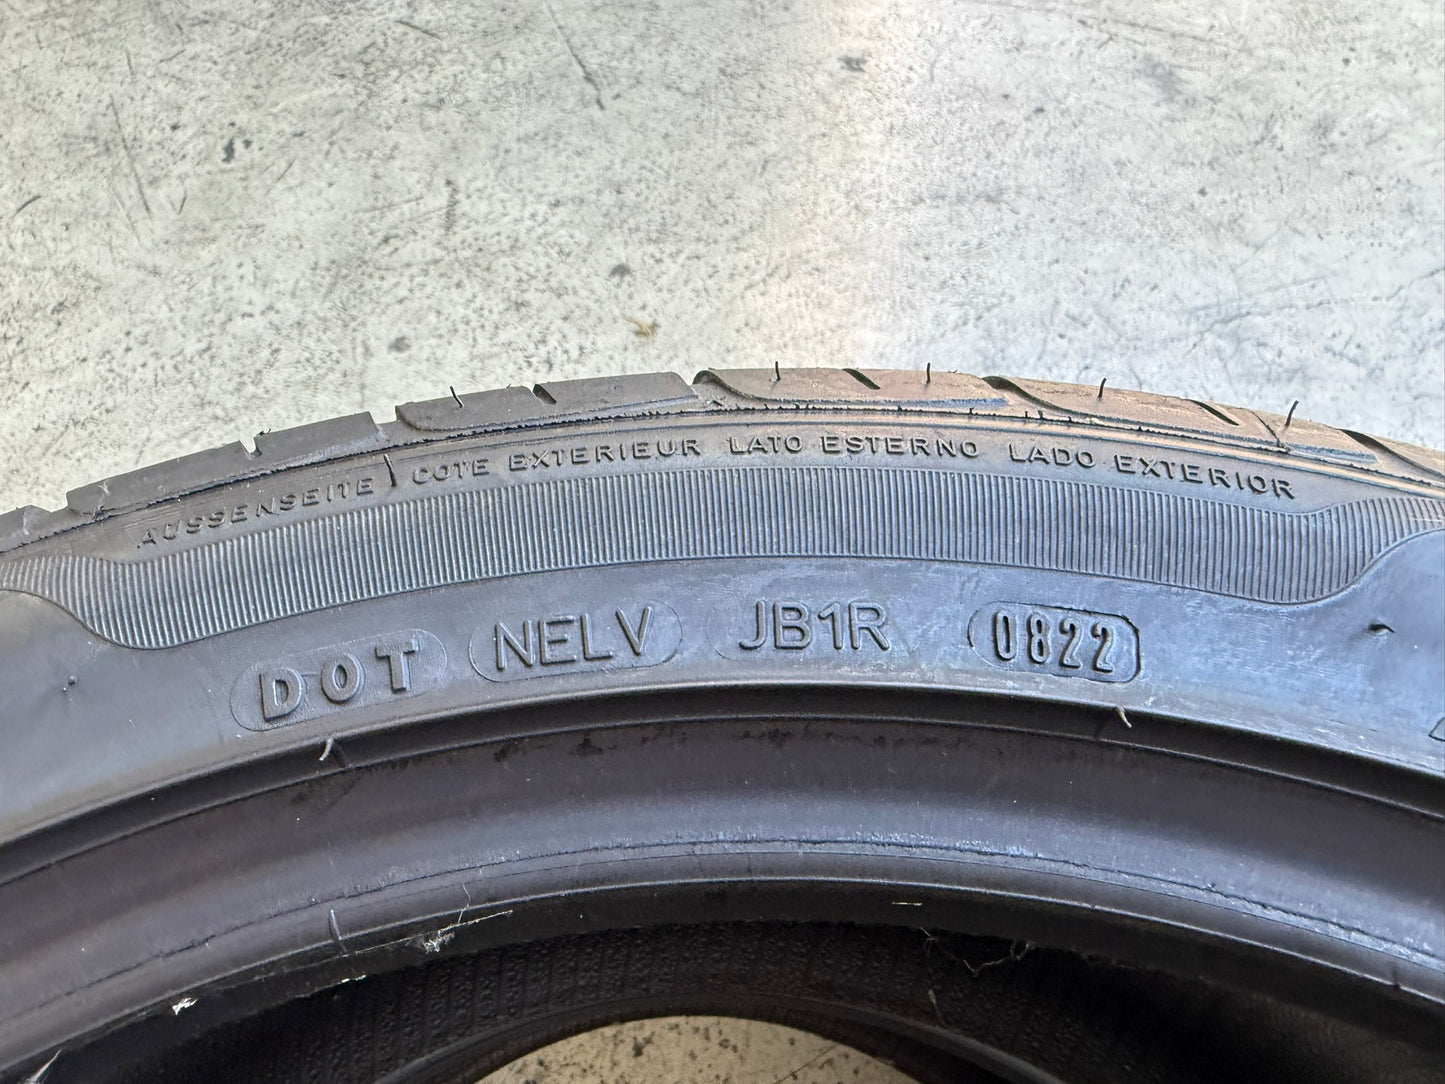 AUSSENSEITE COTE EXTERIEUR LATO ESTERNO LADO EXTERIOR
DOT NELV JB1R 0822